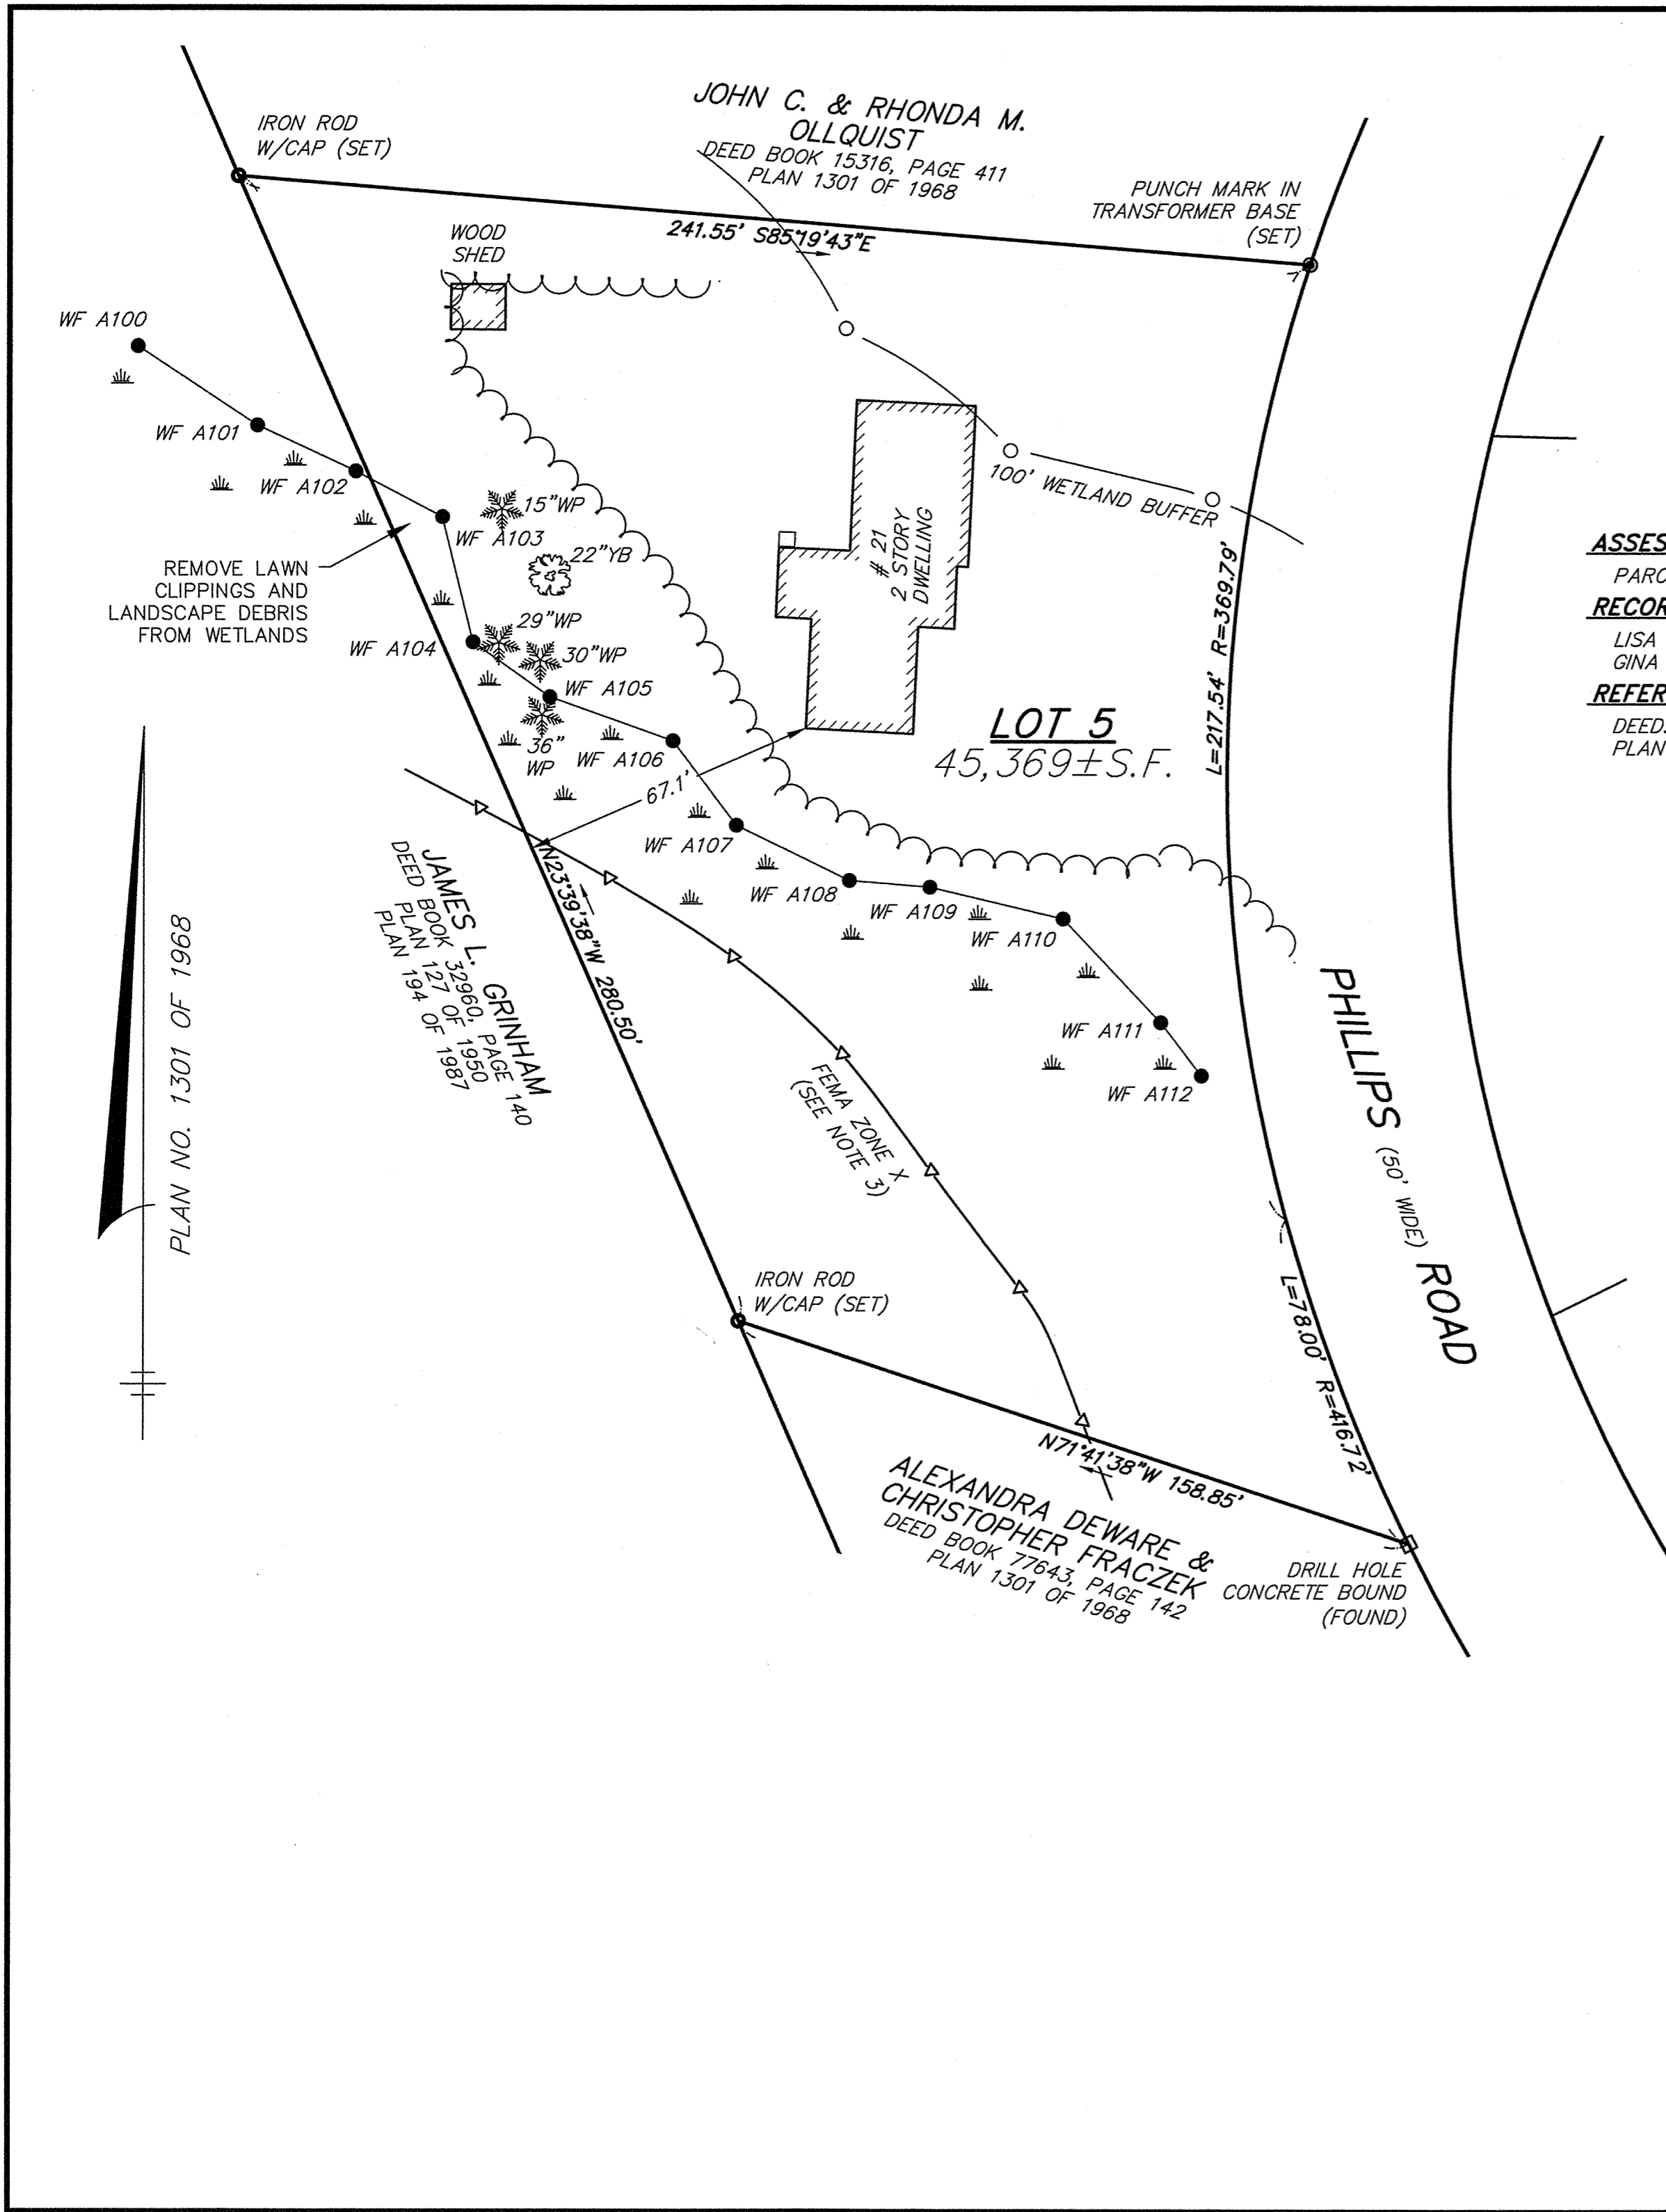 JOHN C. & RHONDA M.
OLLQUIST
DEED BOOK 15316, PAGE 411
PLAN 1301 OF 1968
IRON ROD
W/CAP (SET)
PUNCH MARK IN
TRANSFORMER BASE
(SET)
241.55' S85°19'43"E
WOOD
SHED
WF A100
WF A101
WF A102
WF A103
15"WP
22"YB
29"WP
WF A104
30"WP
WF A105
36"
WP
WF A106
67.1'
WF A107
WF A108
WF A109
WF A110
WF A111
WF A112
REMOVE LAWN
CLIPPINGS AND
LANDSCAPE DEBRIS
FROM WETLANDS
100' WETLAND BUFFER
# 21
2 STORY
DWELLING
LOT 5
45,369±S.F.
L=217.54' R=369.79'
ASSES
PARC
RECOR
LISA
GINA
REFER
DEED:
PLAN
JAMES L. GRINHAM
DEED BOOK 32960, PAGE 140
PLAN 127 OF 1950
PLAN 194 OF 1987
N23°39'38"W 280.50'
PLAN NO. 1301 OF 1968
FEMA ZONE X
(SEE NOTE 3)
PHILLIPS (50' WIDE) ROAD
L=78.00' R=416.72'
IRON ROD
W/CAP (SET)
N71°41'38"W 158.85'
ALEXANDRA DEWARE &
CHRISTOPHER FRACZEK
DEED BOOK 77643, PAGE 142
PLAN 1301 OF 1968
DRILL HOLE
CONCRETE BOUND
(FOUND)